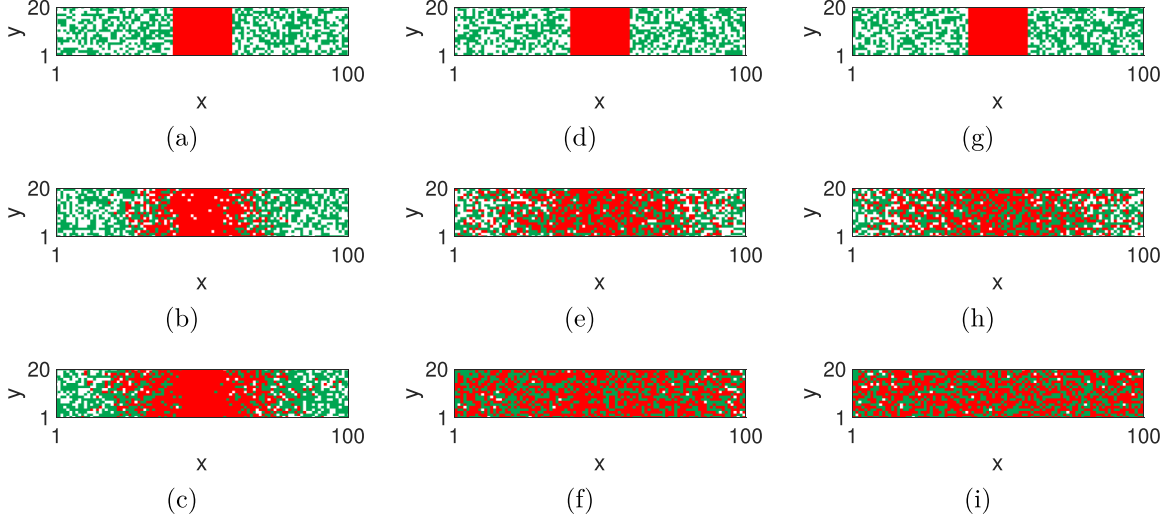 20 20 20
y y y
1 1 1
1 100 1 100 1 100
x x x
(a) (d) (g)
20 20 20
y y y
1 1 1
1 100 1 100 1 100
x x x
(b) (e) (h)
20 20 20
y y y
1 1 1
1 100 1 100 1 100
x x x
(c) (f) (i)